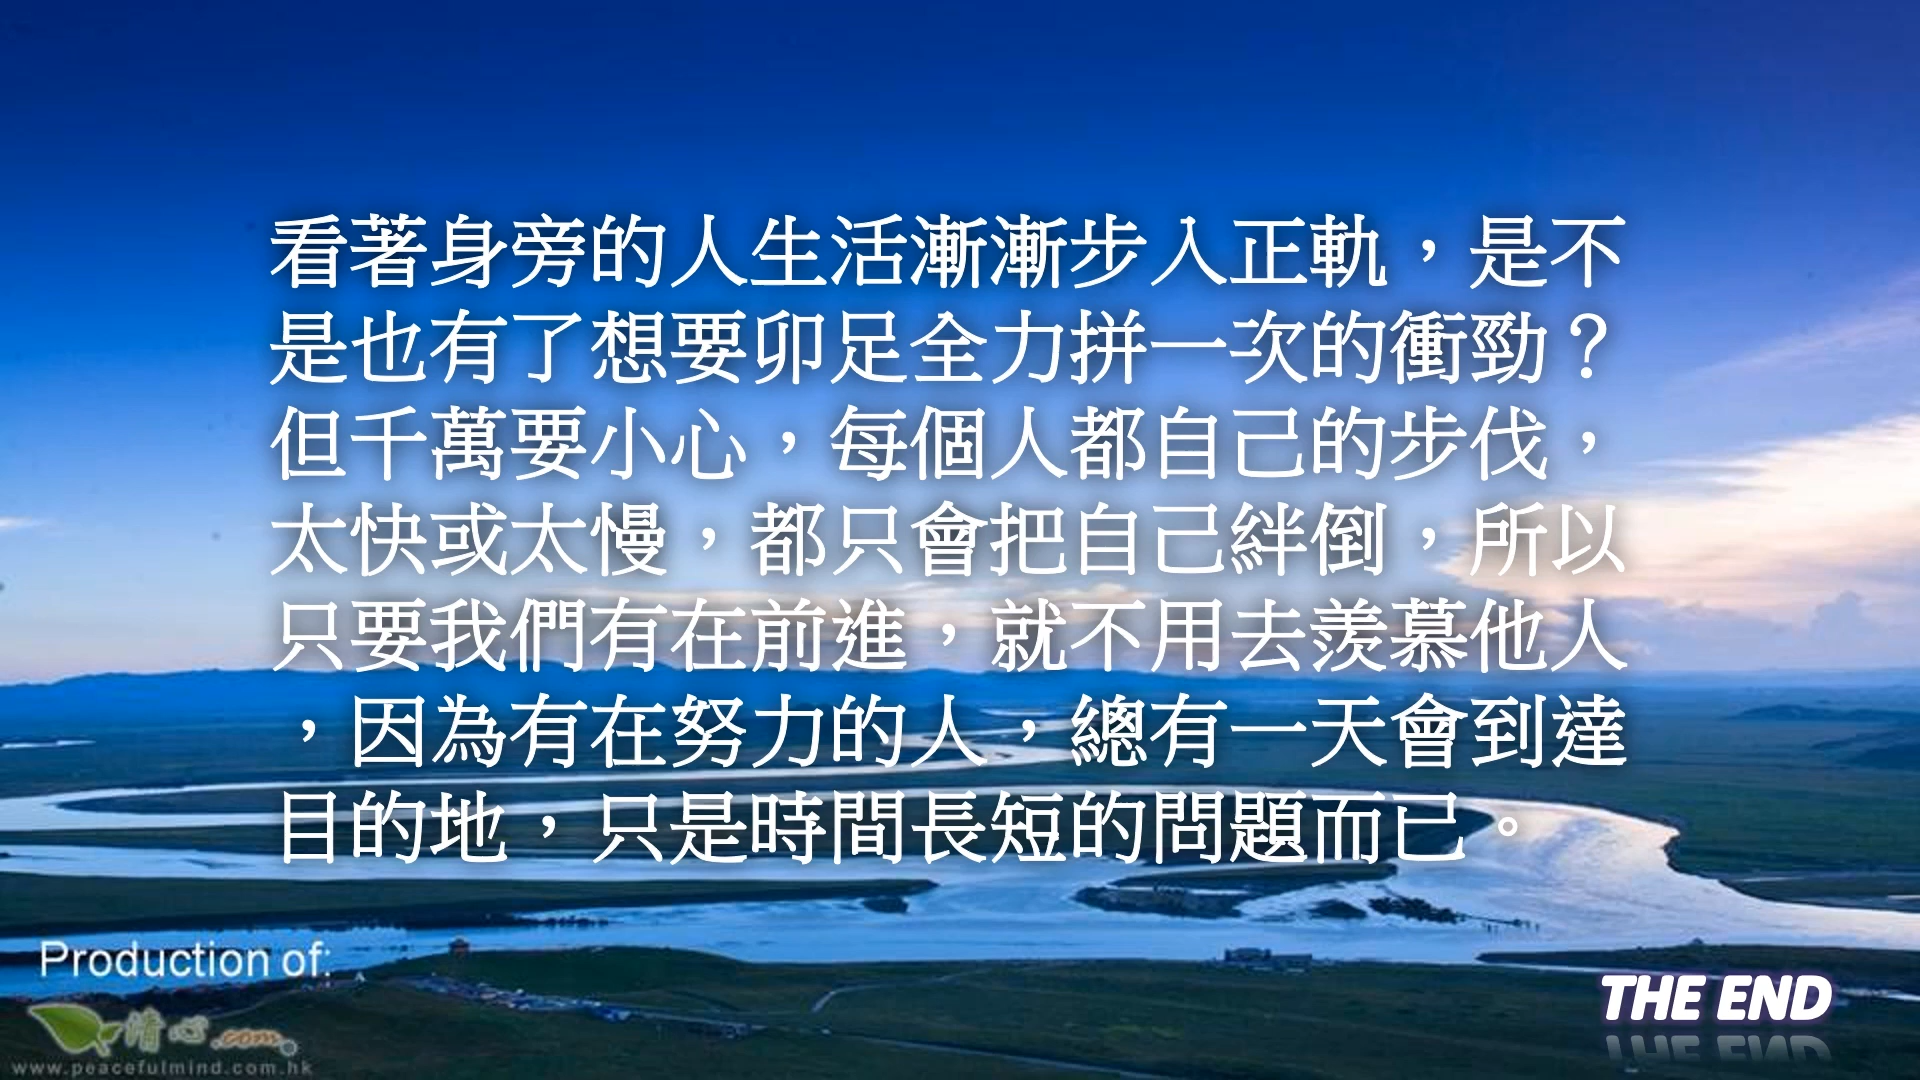 看著身旁的人生活漸漸步入正軌，是不
是也有了想要卯足全力拼一次的衝勁？
但千萬要小心，每個人都自己的步伐，
太快或太慢，都只會把自己絆倒，所以
只要我們有在前進，就不用去羨慕他人
，因為有在努力的人，總有一天會到達
目的地，只是時間長短的問題而已。
Production of:
清心.com
www.peacefulmind.com.hk
THE END